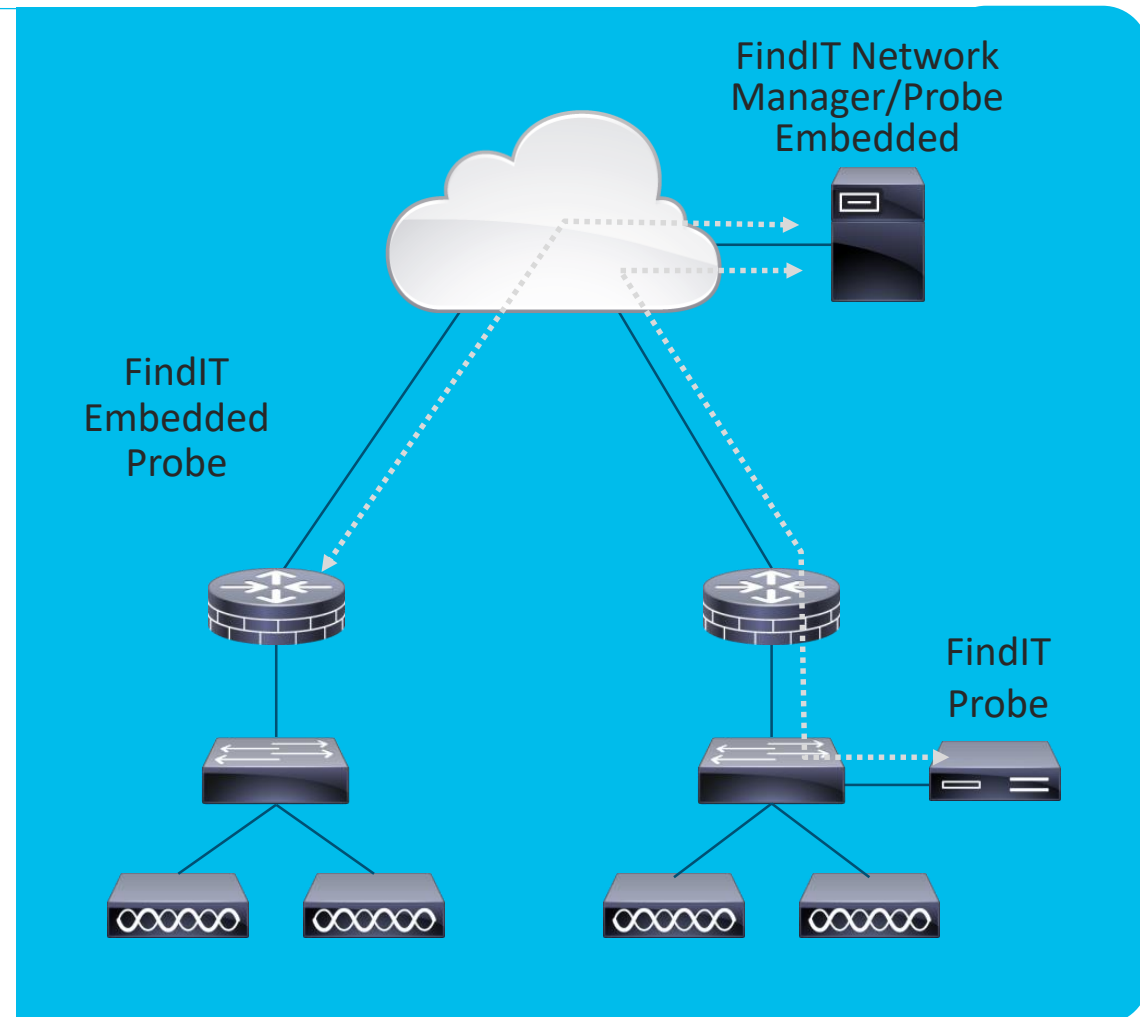 FindIT Network
Manager/Probe
Embedded
FindIT
Embedded
Probe
FindIT
Probe